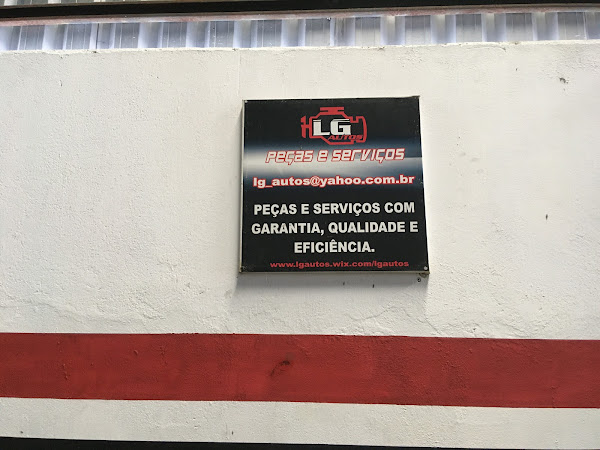 LG
AUTOS
PEÇAS E SERVIÇOS
lg_autos@yahoo.com.br
PEÇAS E SERVIÇOS COM
GARANTIA, QUALIDADE E
EFICIÊNCIA.
www.lgautos.wix.com/lgautos